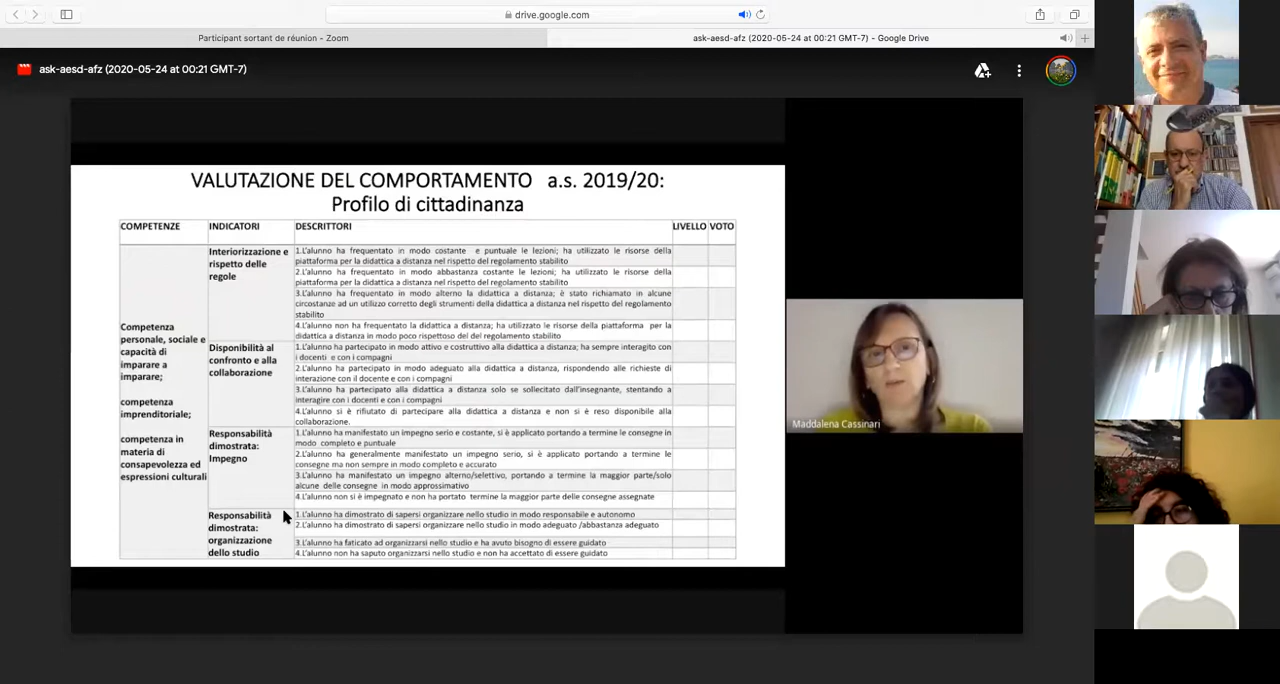 drive.google.com
Participant sortant de réunion - Zoom
ask-aesd-afz (2020-05-24 at 00:21 GMT-7) - Google Drive
ask-aesd-afz (2020-05-24 at 00:21 GMT-7)
VALUTAZIONE DEL COMPORTAMENTO a.s. 2019/20:
Profilo di cittadinanza
COMPETENZE INDICATORI DESCRITTORI LIVELLO VOTO
Competenza
personale, sociale e
capacità di
imparare a
imparare;
competenza
imprenditoriale;
competenza in
materia di
consapevolezza ed
espressioni culturali
Interiorizzazione e
rispetto delle
regole
1.L'alunno ha frequentato in modo costante e puntuale le lezioni; ha utilizzato le risorse della
piattaforma per la didattica a distanza nel rispetto del regolamento stabilito
2.L'alunno ha frequentato in modo abbastanza costante le lezioni; ha utilizzato le risorse della
piattaforma per la didattica a distanza nel rispetto del regolamento stabilito
3.L'alunno ha frequentato in modo alterno la didattica a distanza; è stato richiamato in alcune
circostanze ad un utilizzo corretto degli strumenti della didattica a distanza nel rispetto del regolamento
stabilito
4.L'alunno non ha frequentato la didattica a distanza; ha utilizzato le risorse della piattaforma per la
didattica a distanza in modo poco rispettoso del del regolamento stabilito
Disponibilità al
confronto e alla
collaborazione
1.L'alunno ha partecipato in modo attivo e costruttivo alla didattica a distanza; ha sempre interagito con
i docenti e con i compagni
2.L'alunno ha partecipato in modo adeguato alla didattica a distanza, rispondendo alle richieste di
interazione con il docente e con i compagni
3.L'alunno ha partecipato alla didattica a distanza solo se sollecitato dall'insegnante, stentando a
interagire con i docenti e con i compagni
4.L'alunno si è rifiutato di partecipare alla didattica a distanza e non si è reso disponibile alla
collaborazione.
Responsabilità
dimostrata:
Impegno
1.L'alunno ha manifestato un impegno serio e costante, si è applicato portando a termine le consegne in
modo completo e puntuale
2.L'alunno ha generalmente manifestato un impegno serio, si è applicato portando a termine le
consegne ma non sempre in modo completo e accurato
3.L'alunno ha manifestato un impegno alterno/selettivo, portando a termine la maggior parte/solo
alcune delle consegne in modo approssimativo
4.L'alunno non si è impegnato e non ha portato termine la maggior parte delle consegne assegnate
Responsabilità
dimostrata:
organizzazione
dello studio
1.L'alunno ha dimostrato di sapersi organizzare nello studio in modo responsabile e autonomo
2.L'alunno ha dimostrato di sapersi organizzare nello studio in modo adeguato /abbastanza adeguato
3.L'alunno ha faticato ad organizzarsi nello studio e ha avuto bisogno di essere guidato
4.L'alunno non ha saputo organizzarsi nello studio e non ha accettato di essere guidato
Maddalena Cassinari